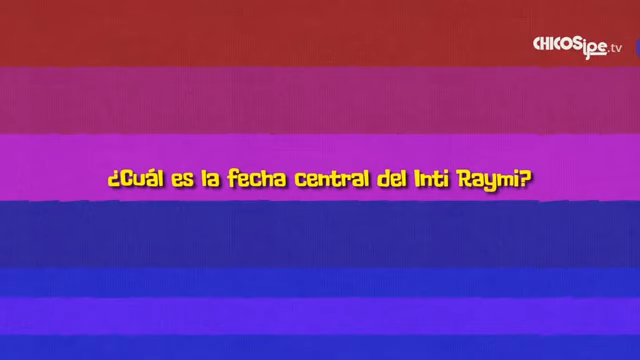 CHICOSipe.tv
¿Cuál es la fecha central del Inti Raymi?